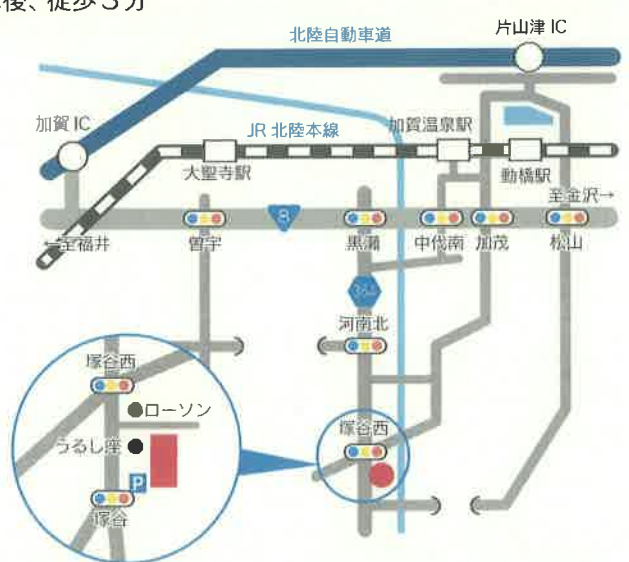 後、徒歩3分
片山津 IC
北陸自動車道
加賀 IC
JR 北陸本線
加賀温泉駅
大聖寺駅
動橋駅
至金沢→
8
←至福井
曽宇
黒瀬
中代南
加茂
松山
364
河南北
塚谷西
ローソン
うるし座
P
塚谷
塚谷西